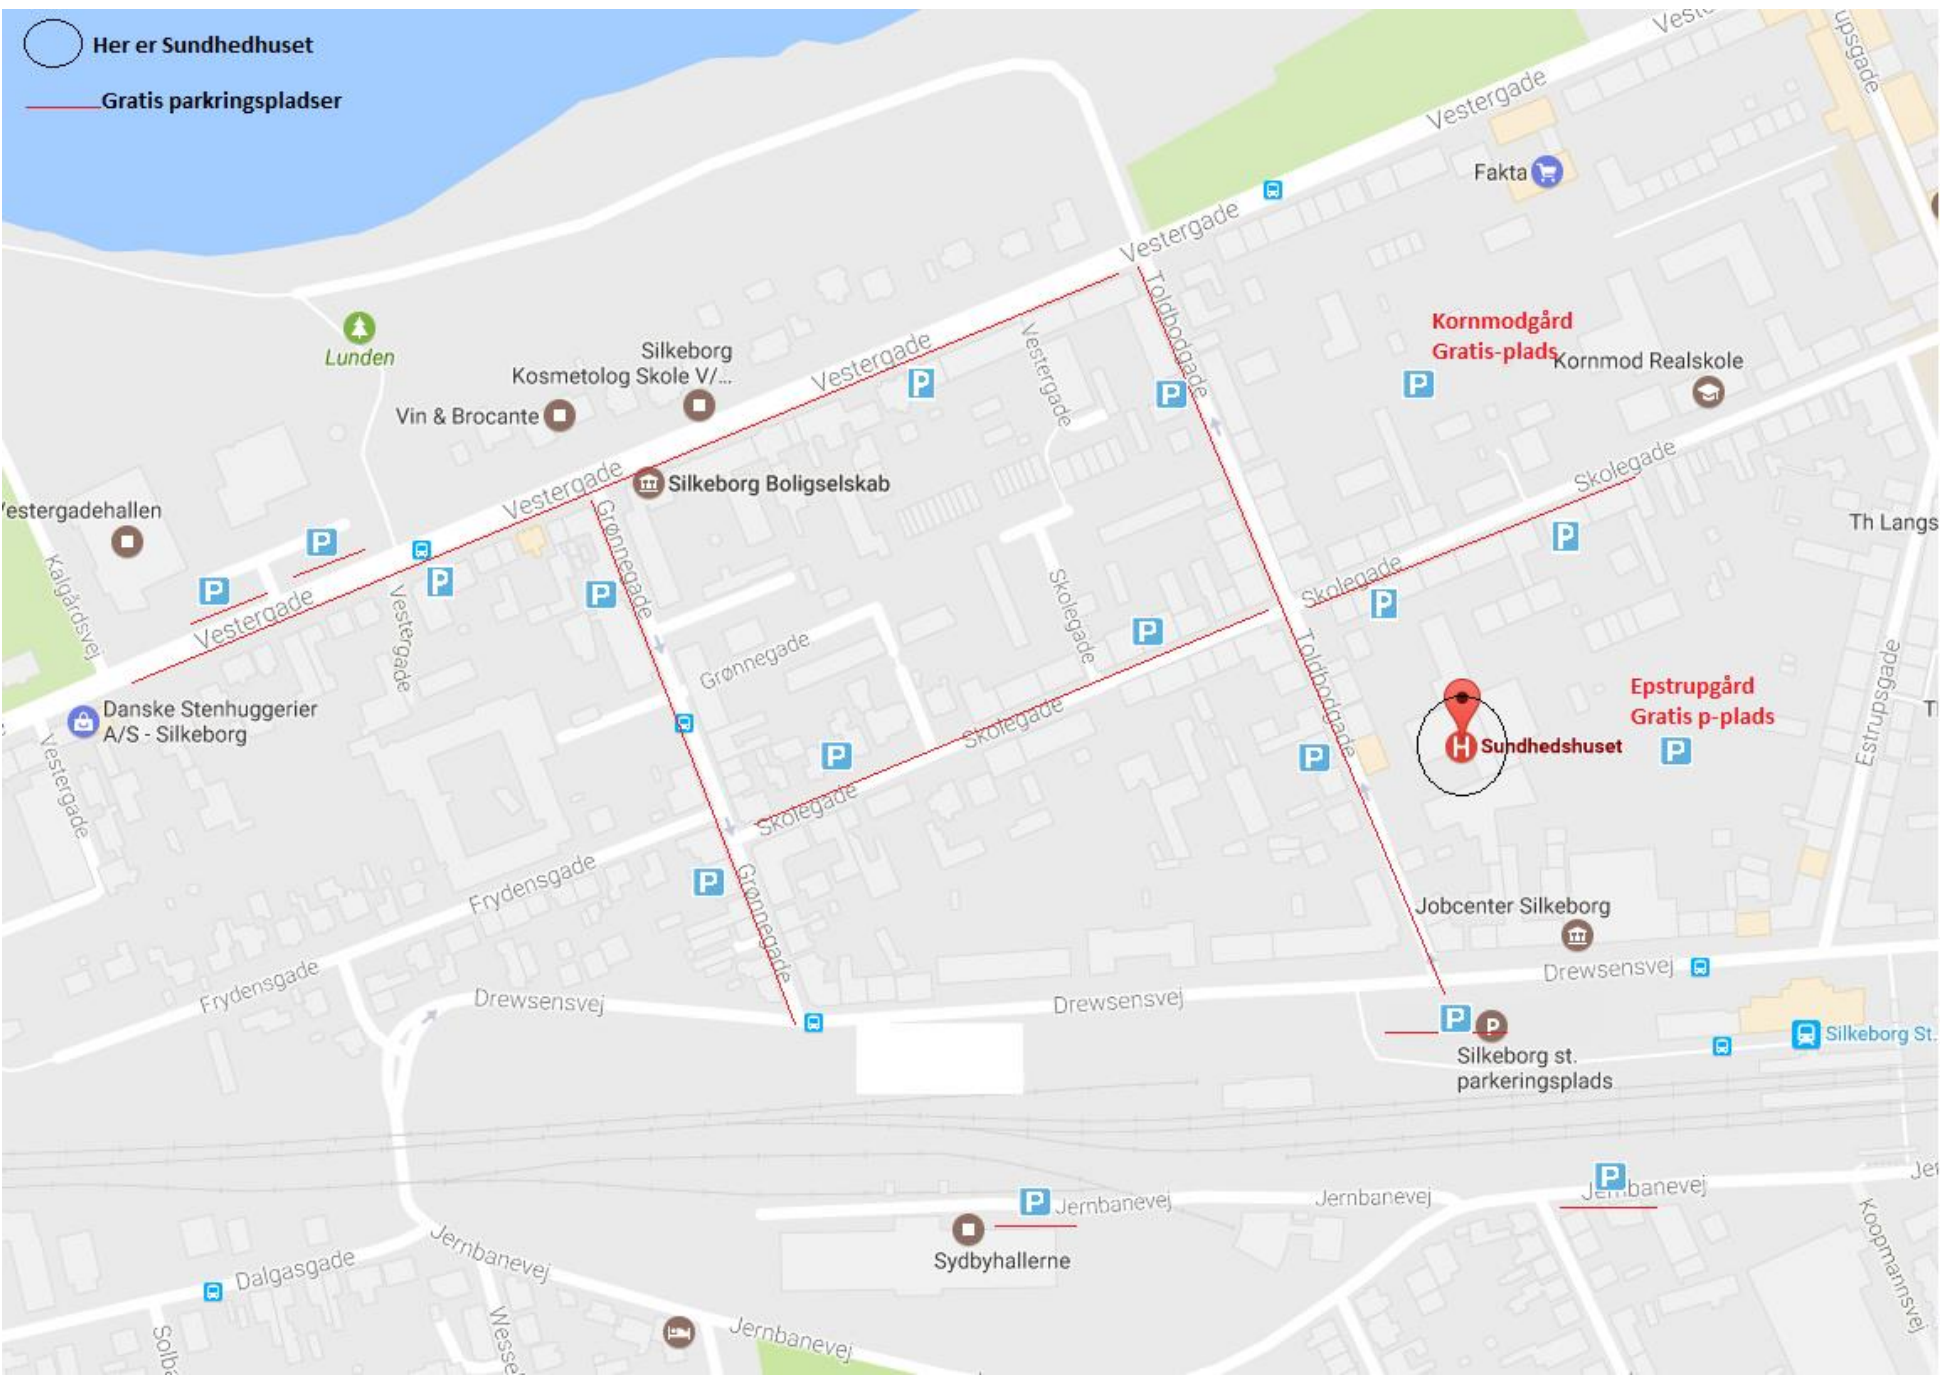 Her er Sundhedhuset
Gratis parkringspladser
Vestergade
Vestergade
Fakta
Vestergade
Toldbodgade
Kornmodgård
Gratis-plads
Kornmod Realskole
Lunden
Silkeborg
Kosmetolog Skole V/...
Vin & Brocante
Vestergade
Vestergade
Silkeborg Boligselskab
Vestergade
Skolegade
estergadehallen
Th Langs
Grønnegade
Kalgårdsvej
Vestergade
Vestergade
Skolegade
Skolegade
Grønnegade
Toldbodgade
Estrupsgade
Epstrupgård
Gratis p-plads
Danske Stenhuggerier
A/S - Silkeborg
Vestergade
Skolegade
H Sundhedshuset
Skolegade
Frydensgade
Grønnegade
Jobcenter Silkeborg
Frydensgade
Drewsensvej
Drewsensvej
Drewsensvej
Silkeborg St.
Silkeborg st.
parkeringsplads
Jernbanevej
Jernbanevej
Jernbanevej
Sydbyhallerne
Jernbanevej
Dalgasgade
Koopmannsvej
Jernbanevej